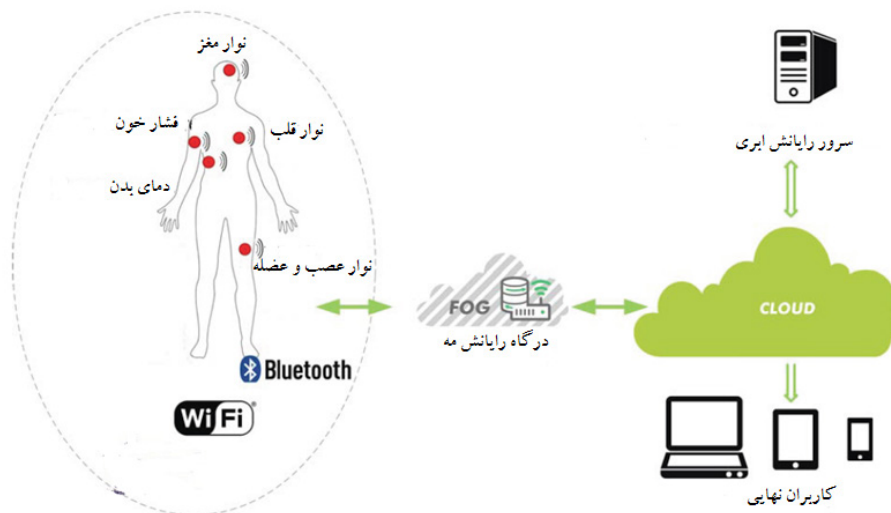 نوار مغز
فشار خون
نوار قلب
دمای بدن
نوار عصب و عضله
Bluetooth
WiFi
FOG
درگاه رایانش مه
سرور رایانش ابری
CLOUD
کاربران نهایی